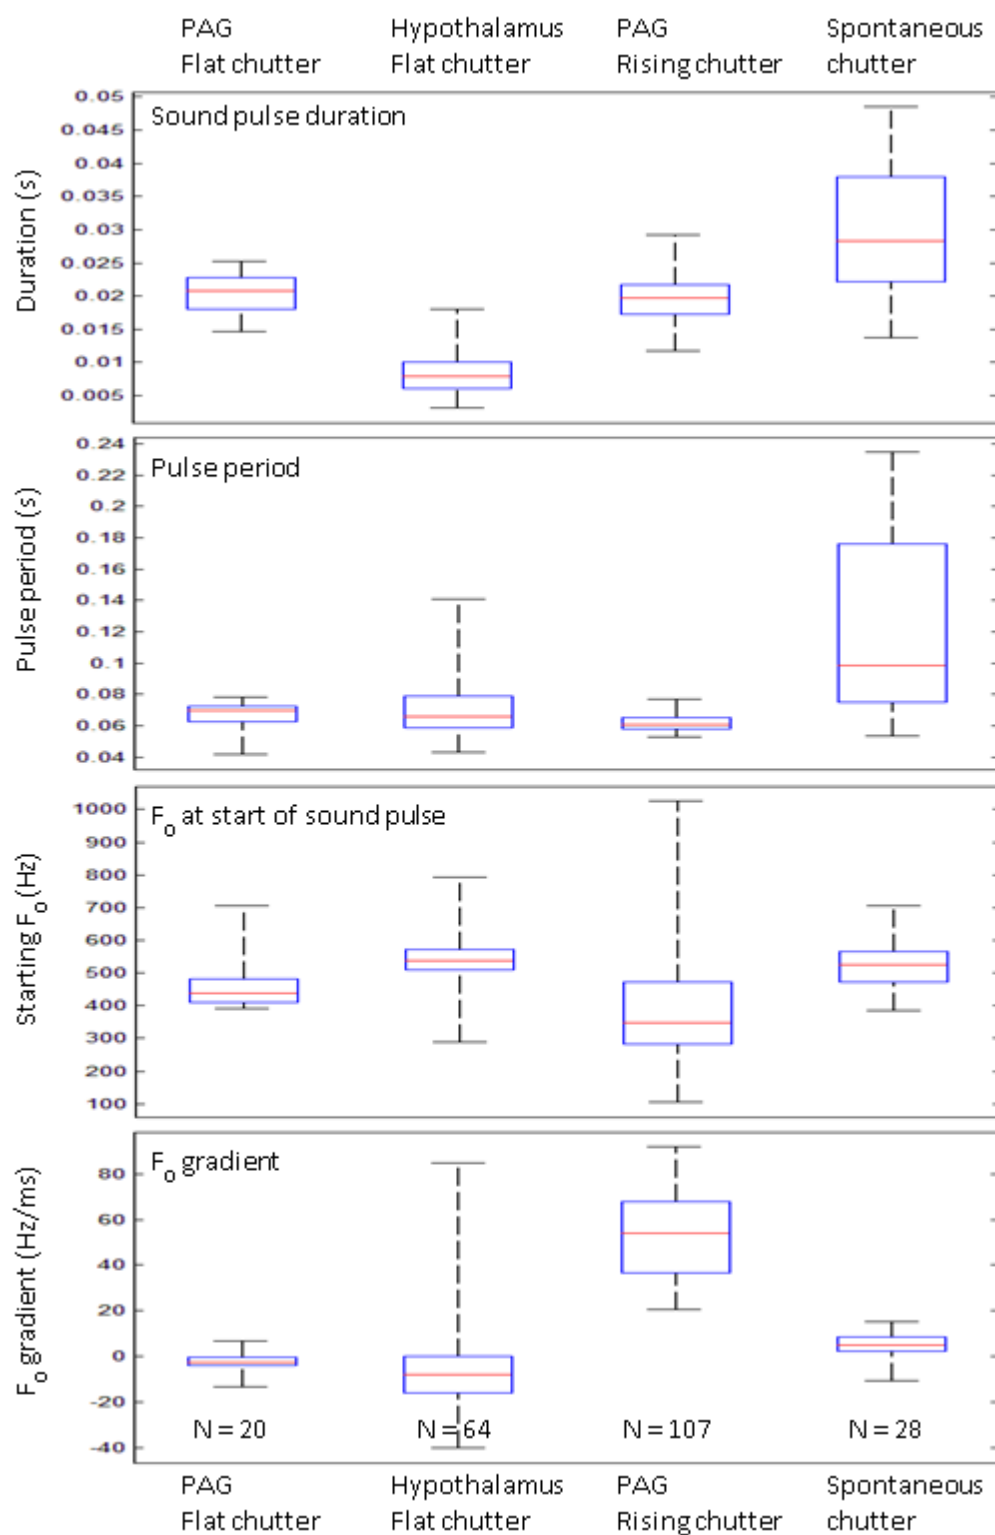 PAG Hypothalamus PAG Spontaneous
Flat chutter Flat chutter Rising chutter chutter
Sound pulse duration
Duration (s)
0.05
0.045
0.04
0.035
0.03
0.025
0.02
0.015
0.01
0.005
Pulse period
Pulse period (s)
0.24
0.22
0.2
0.18
0.16
0.14
0.12
0.1
0.08
0.06
0.04
F₀ at start of sound pulse
Starting F₀ (Hz)
1000
900
800
700
600
500
400
300
200
100
F₀ gradient
F₀ gradient (Hz/ms)
80
60
40
20
0
-20
-40
N = 20 N = 64 N = 107 N = 28
PAG Hypothalamus PAG Spontaneous
Flat chutter Flat chutter Rising chutter chutter